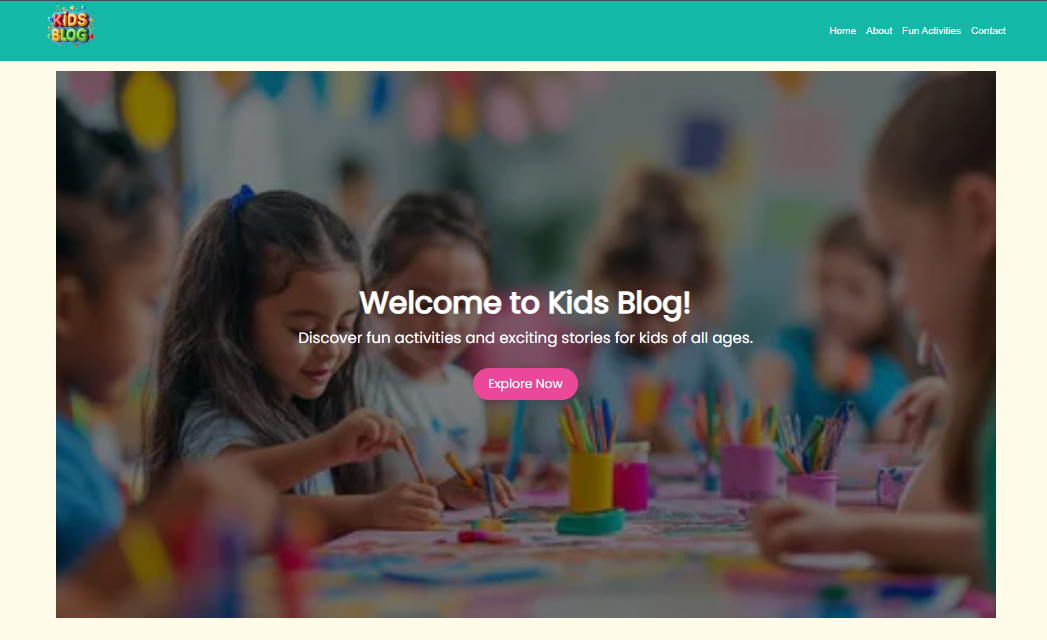 KIDS
BLOG
Home About Fun Activities Contact
Welcome to Kids Blog!
Discover fun activities and exciting stories for kids of all ages.
Explore Now